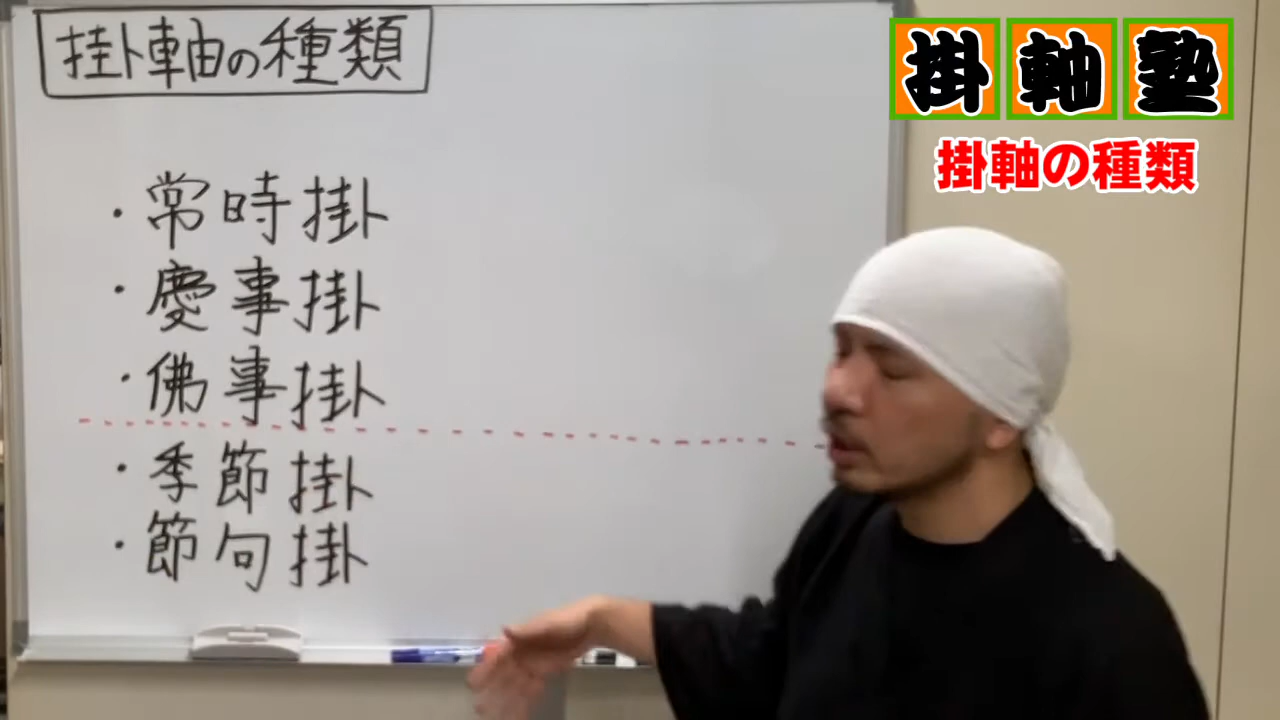 掛軸の種類
・常時掛
・慶事掛
・佛事掛
・季節掛
・節句掛
掛軸塾
掛軸の種類